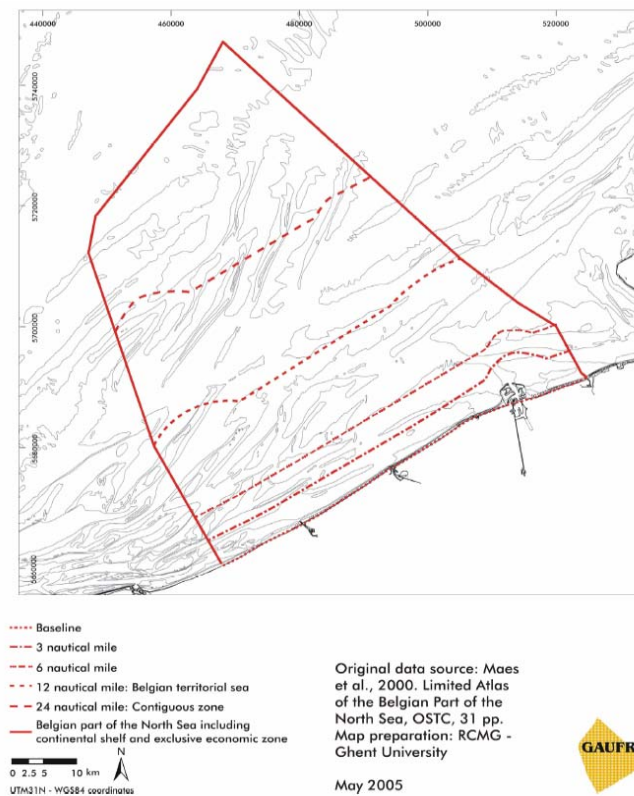 440000 460000 480000 500000 520000
5740000
5720000
5700000
5680000
5660000
Baseline
3 nautical mile
6 nautical mile
12 nautical mile: Belgian territorial sea
24 nautical mile: Contiguous zone
Belgian part of the North Sea including
continental shelf and exclusive economic zone
N
0 2.5 5 10 km
UTM31N - WGS84 coordinates
Original data source: Maes
et al., 2000. Limited Atlas
of the Belgian Part of the
North Sea, OSTC, 31 pp.
Map preparation: RCMG -
Ghent University
May 2005
GAUFR